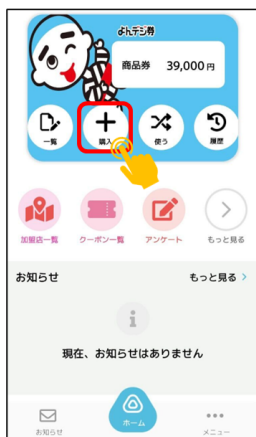 よんデジ券
商品券 39,000 円
一覧 購入 使う 履歴
加盟店一覧 クーポン一覧 アンケート もっと見る
お知らせ もっと見る
現在、お知らせはありません
お知らせ ホーム メニュー